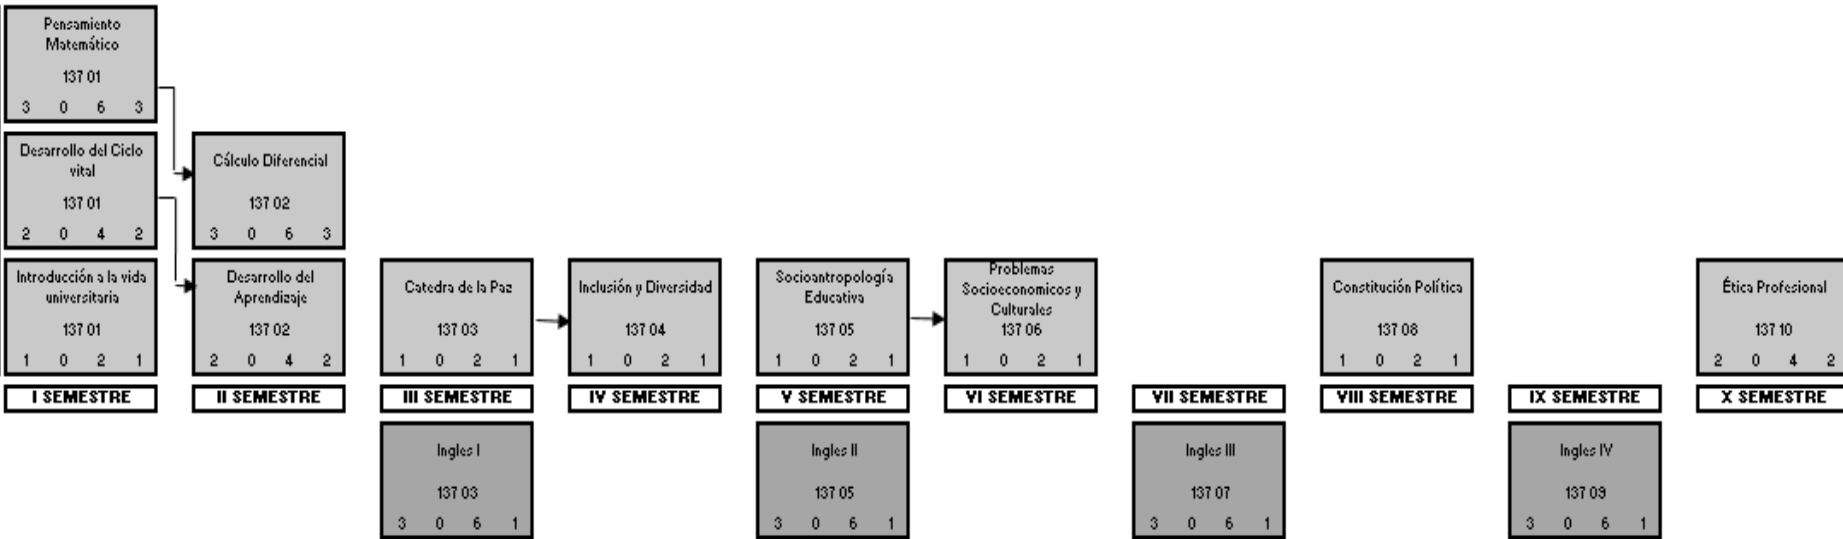 Pensamiento
Matemático
137 01
3 0 6 3
Desarrollo del Ciclo
vital
137 01
2 0 4 2
Introducción a la vida
universitaria
137 01
1 0 2 1
I SEMESTRE
Cálculo Diferencial
137 02
3 0 6 3
Desarrollo del
Aprendizaje
137 02
2 0 4 2
II SEMESTRE
Catedra de la Paz
137 03
1 0 2 1
III SEMESTRE
Ingles I
137 03
3 0 6 1
Inclusión y Diversidad
137 04
1 0 2 1
IV SEMESTRE
Socioantropología
Educativa
137 05
1 0 2 1
V SEMESTRE
Ingles II
137 05
3 0 6 1
Problemas
Socioeconomicos y
Culturales
137 06
1 0 2 1
VI SEMESTRE
VII SEMESTRE
Ingles III
137 07
3 0 6 1
Constitución Política
137 08
1 0 2 1
VIII SEMESTRE
IX SEMESTRE
Ingles IV
137 09
3 0 6 1
Ética Profesional
137 10
2 0 4 2
X SEMESTRE